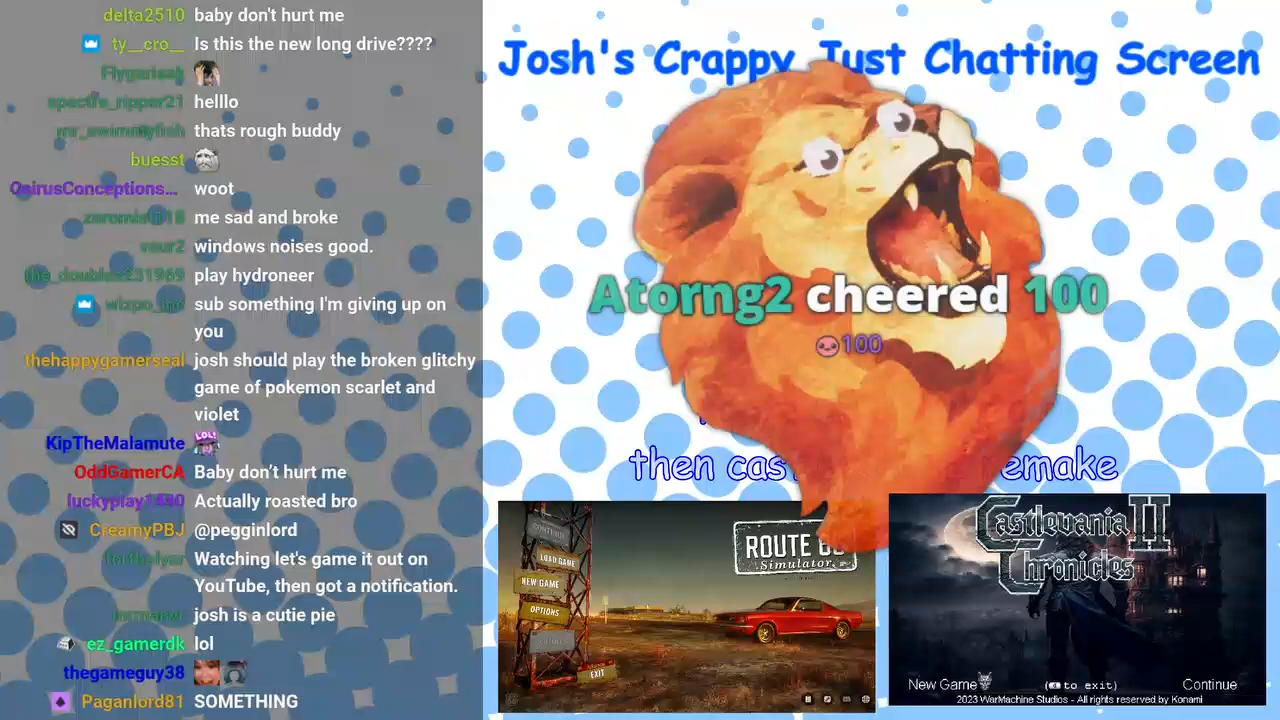 delta2510 baby don't hurt me
ty__cro__ Is this the new long drive????
helllo
thats rough buddy
buesst
OsirusConceptions... woot
me sad and broke
windows noises good.
play hydroneer
sub something I'm giving up on
you
thehappygamerseal josh should play the broken glitchy
game of pokemon scarlet and
violet
KipTheMalamute LOL!
OddGamerCA Baby don't hurt me
Actually roasted bro
CreamyPBJ @pegginlord
Watching let's game it out on
YouTube, then got a notification.
josh is a cutie pie
ez_gamerdk lol
thegameguy38
Paganlord81 SOMETHING
Josh's Crappy Just Chatting Screen
Atorng2 cheered 100
100
then cas emake
CONTINUE
LOAD GAME
NEW GAME
OPTIONS
EXIT
ROUTE 6
Simulator
Castlevania II
Chronicles
New Game
( to exit)
Continue
2023 WarMachine Studios - All rights reserved by Konami